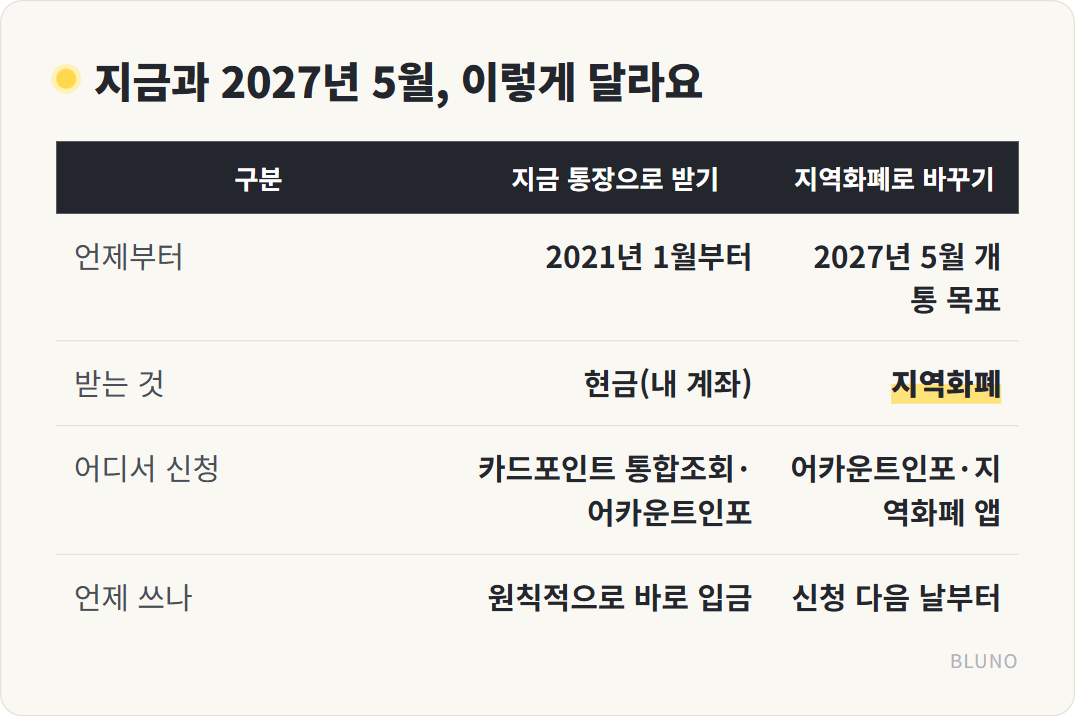 지금과 2027년 5월, 이렇게 달라요
구분 지금 통장으로 받기 지역화폐로 바꾸기
언제부터 2021년 1월부터 2027년 5월 개
통 목표
받는 것 현금(내 계좌) 지역화폐
어디서 신청 카드포인트 통합조회· 어카운트인포·지
어카운트인포 역화폐 앱
언제 쓰나 원칙적으로 바로 입금 신청 다음 날부터
BLUNO